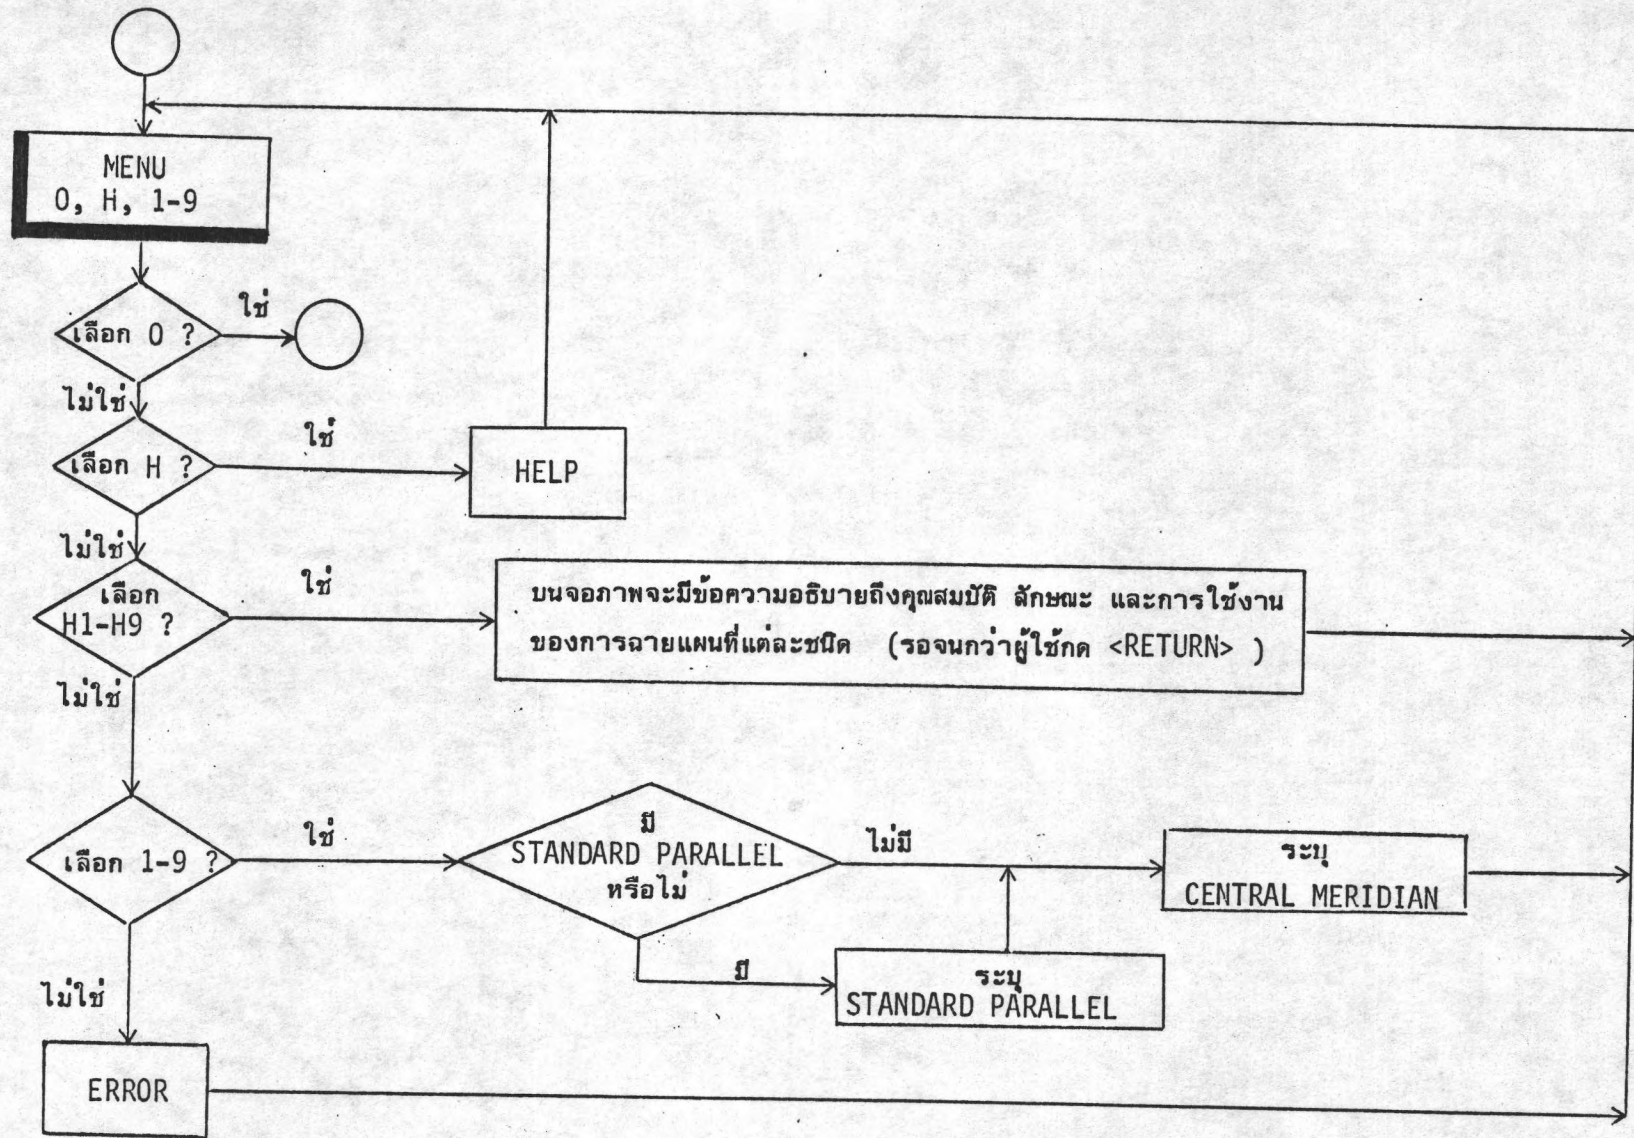 MENU
0, H, 1-9
เลือก 0 ?
ใช่
ไม่ใช่
เลือก H ?
ใช่
HELP
ไม่ใช่
เลือก
H1-H9 ?
ใช่
บนจอภาพจะมีข้อความอธิบายถึงคุณสมบัติ ลักษณะ และการใช้งาน
ของการฉายแผนที่แต่ละชนิด (รอจนกว่าผู้ใช้กด <RETURN> )
ไม่ใช่
เลือก 1-9 ?
ใช่
มี
STANDARD PARALLEL
หรือไม่
ไม่มี
ระบุ
CENTRAL MERIDIAN
มี
ระบุ
STANDARD PARALLEL
ไม่ใช่
ERROR